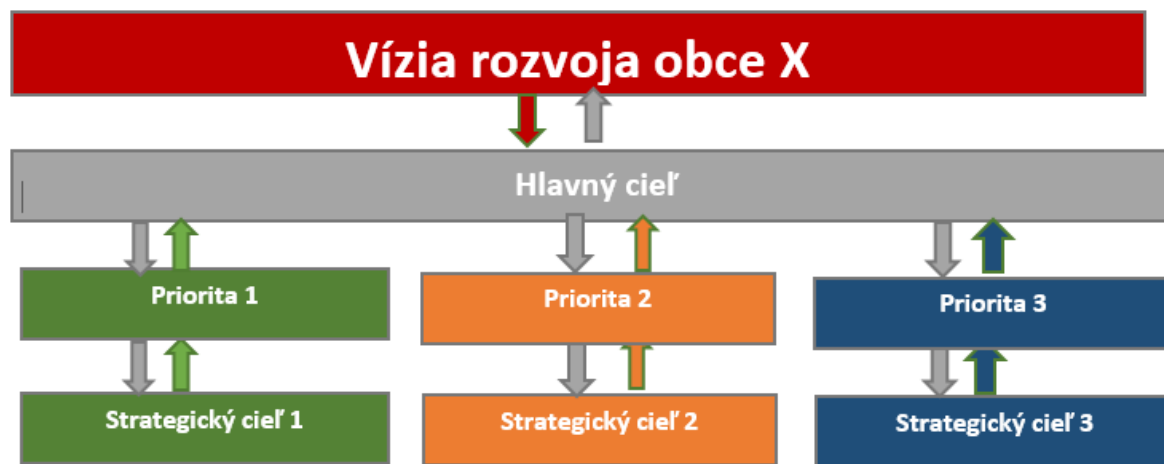 Vízia rozvoja obce X
Hlavný cieľ
Priorita 1
Priorita 2
Priorita 3
Strategický cieľ 1
Strategický cieľ 2
Strategický cieľ 3